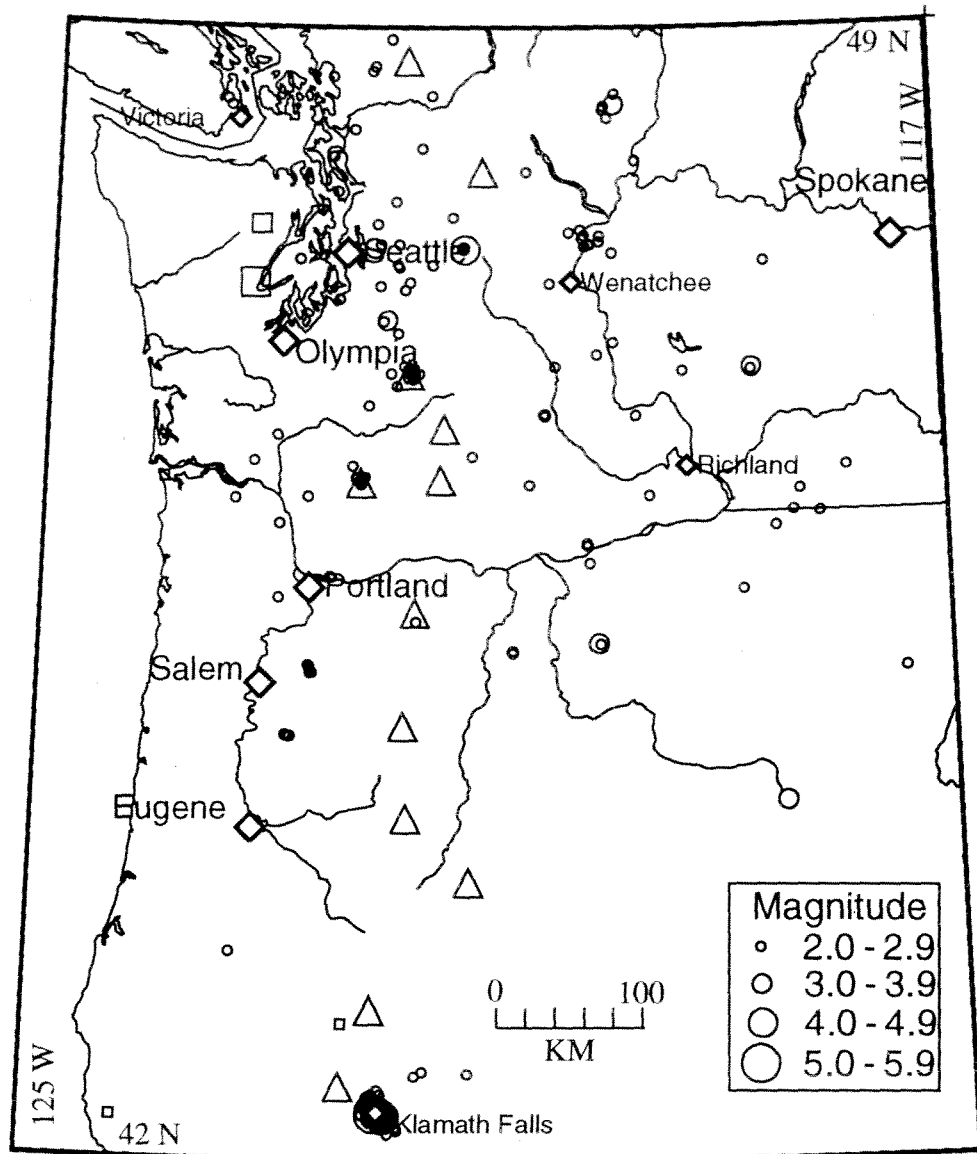 49 N
117 W
Victoria
Spokane
Seattle
Wenatchee
Olympia
Richland
Portland
Salem
Eugene
Magnitude
2.0 - 2.9
3.0 - 3.9
4.0 - 4.9
5.0 - 5.9
0 100
KM
125 W
42 N
Klamath Falls